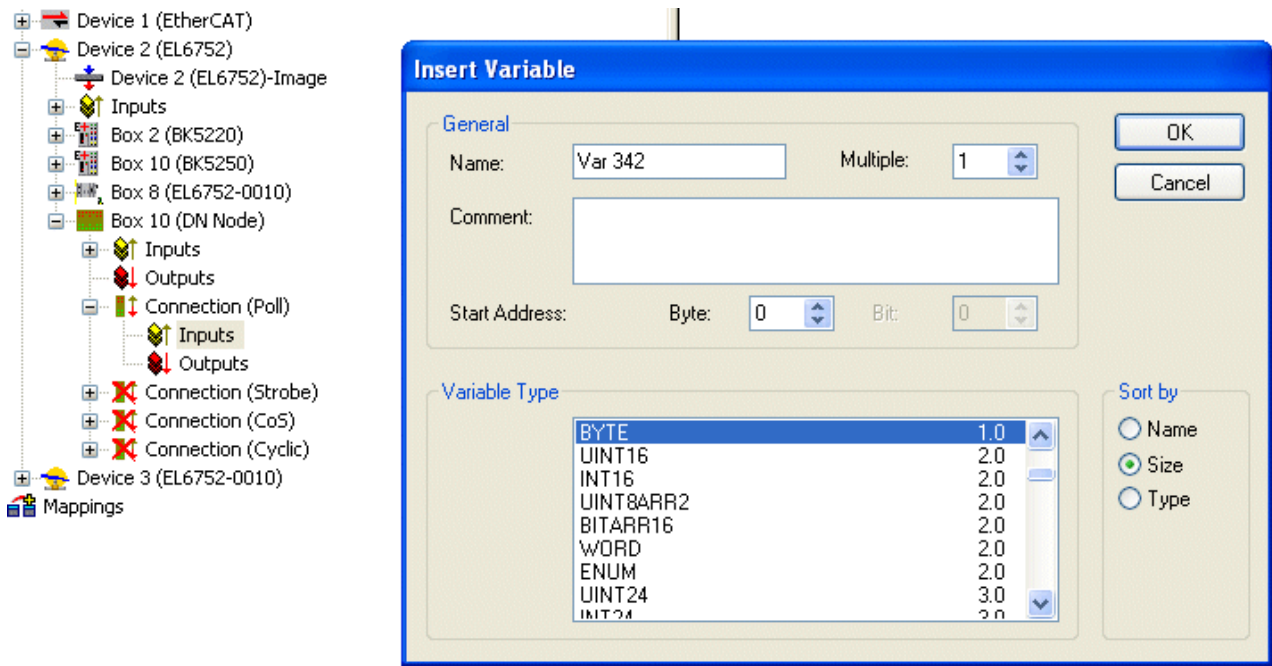 Device 1 (EtherCAT)
Device 2 (EL6752)
Device 2 (EL6752)-Image
Inputs
Box 2 (BK5220)
Box 10 (BK5250)
Box 8 (EL6752-0010)
Box 10 (DN Node)
Inputs
Outputs
Connection (Poll)
Inputs
Outputs
Connection (Strobe)
Connection (CoS)
Connection (Cyclic)
Device 3 (EL6752-0010)
Mappings
Insert Variable
General
Name: Var 342 Multiple: 1
Comment:
Start Address: Byte: 0 Bit: 0
OK
Cancel
Variable Type
BYTE 1.0
UINT16 2.0
INT16 2.0
UINT8ARR2 2.0
BITARR16 2.0
WORD 2.0
ENUM 2.0
UINT24 3.0
INT24 3.0
Sort by
Name
Size
Type